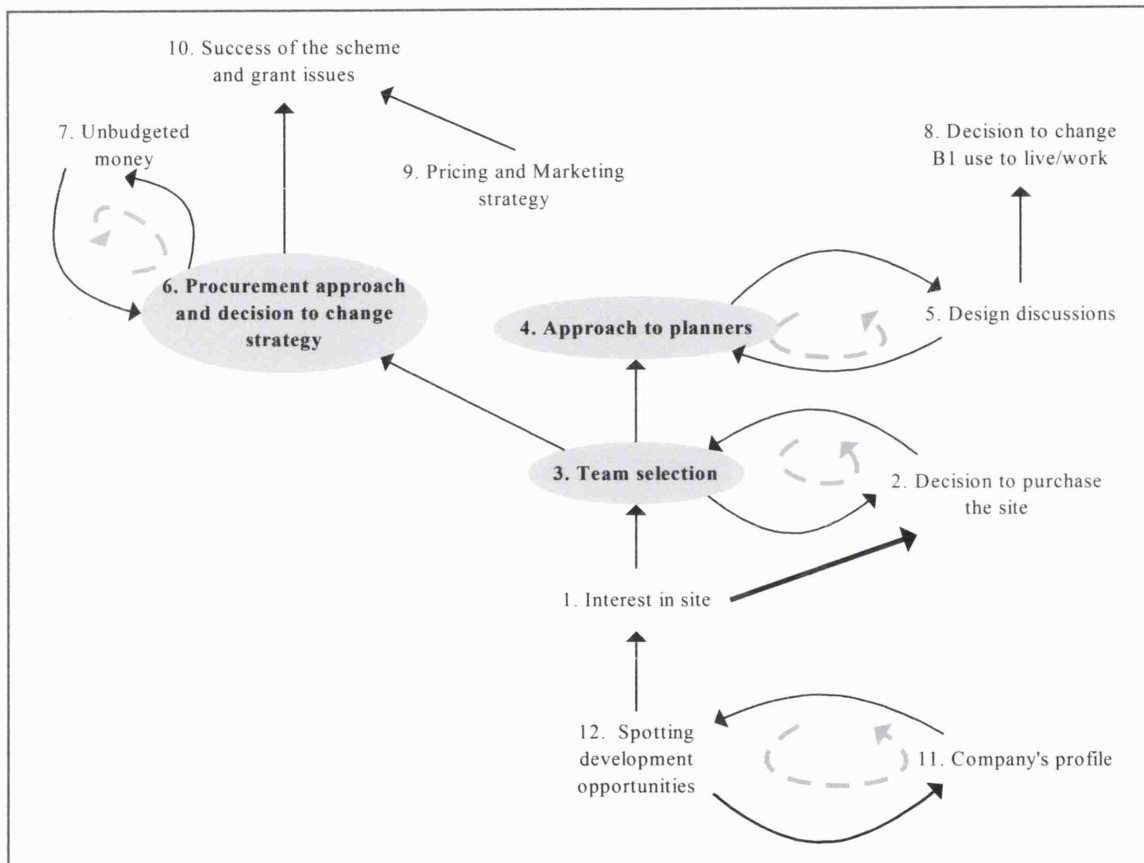 10. Success of the scheme
and grant issues
7. Unbudgeted
money
9. Pricing and Marketing
strategy
8. Decision to change
B1 use to live/work
6. Procurement approach
and decision to change
strategy
4. Approach to planners
5. Design discussions
3. Team selection
2. Decision to purchase
the site
1. Interest in site
12. Spotting
development
opportunities
11. Company's profile